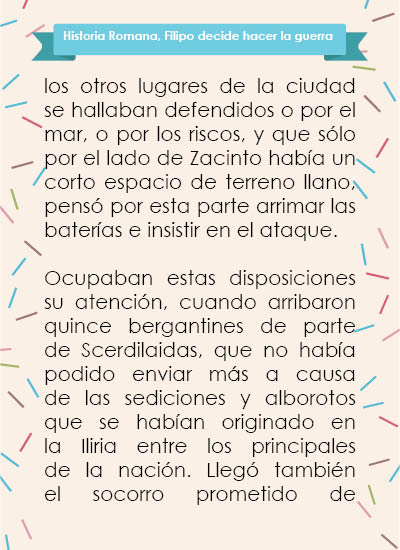 Historia Romana, Filipo decide hacer la guerra
los otros lugares de la ciudad
se hallaban defendidos o por el
mar, o por los riscos, y que sólo
por el lado de Zacinto había un
corto espacio de terreno llano,
pensó por esta parte arrimar las
baterías e insistir en el ataque.
Ocupaban estas disposiciones
su atención, cuando arribaron
quince bergantines de parte
de Scerdilaidas, que no había
podido enviar más a causa
de las sediciones y alborotos
que se habían originado en
la Iliria entre los principales
de la nación. Llegó también
el socorro prometido de